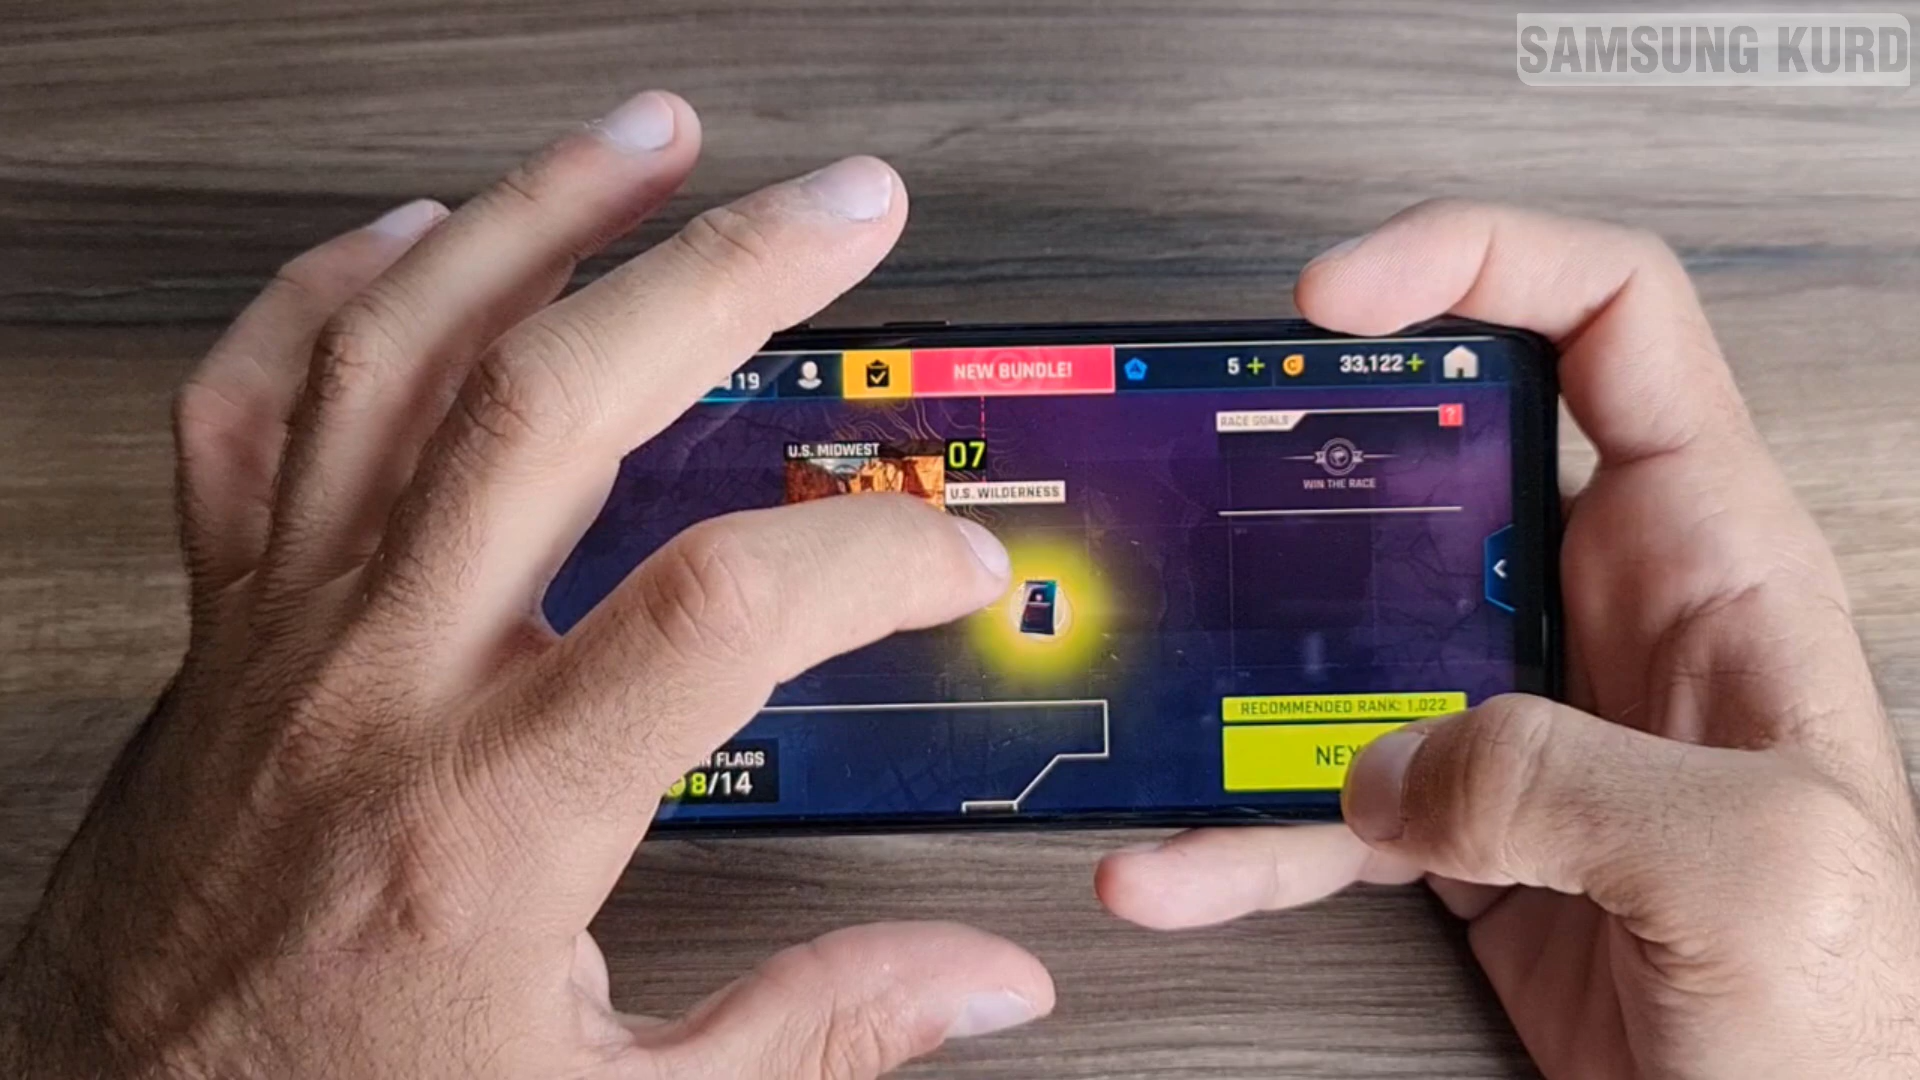 SAMSUNG KURD
19
NEW BUNDLE!
5+
33,122+
U.S. MIDWEST
07
U.S. WILDERNESS
RACE GOALS
?
WIN THE RACE
RECOMMENDED RANK: 1,022
FLAGS
8/14